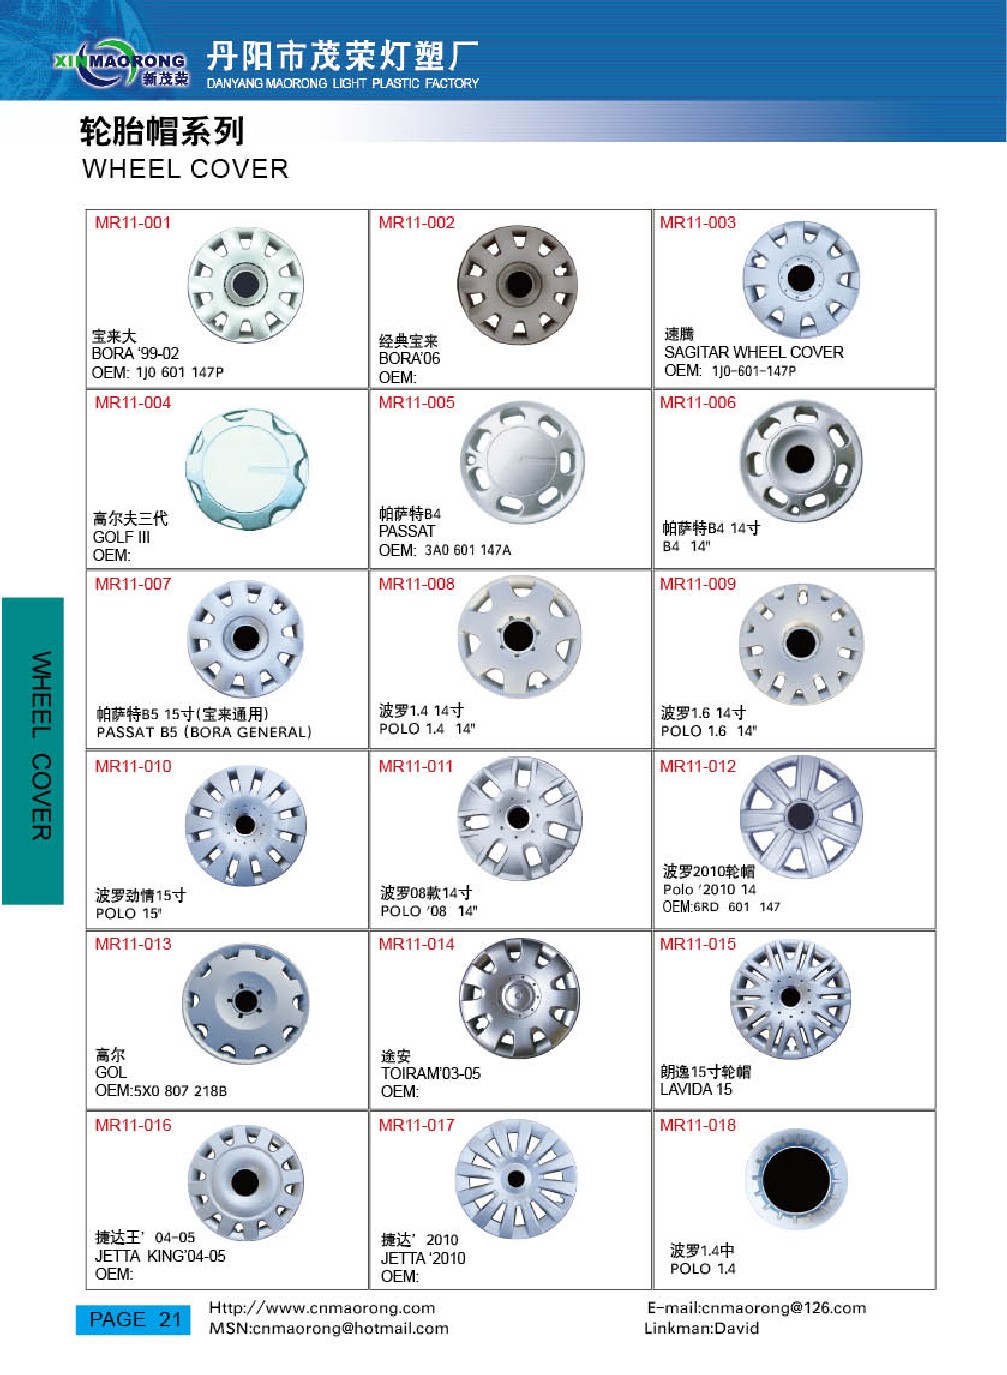 XINMAORONG
新茂荣
丹阳市茂荣灯塑厂
DANYANG MAORONG LIGHT PLASTIC FACTORY
轮胎帽系列
WHEEL COVER
MR11-001
宝来大
BORA '99-02
OEM: 1J0 601 147P
MR11-002
经典宝来
BORA'06
OEM:
MR11-003
速腾
SAGITAR WHEEL COVER
OEM: 1J0-601-147P
MR11-004
高尔夫三代
GOLF III
OEM:
MR11-005
帕萨特B4
PASSAT
OEM: 3A0 601 147A
MR11-006
帕萨特B4 14寸
B4 14"
MR11-007
帕萨特B5 15寸(宝来通用)
PASSAT B5 (BORA GENERAL)
MR11-008
波罗1.4 14寸
POLO 1.4 14"
MR11-009
波罗1.6 14寸
POLO 1.6 14"
MR11-010
波罗劲情15寸
POLO 15'
MR11-011
波罗08款14寸
POLO '08 14"
MR11-012
波罗2010轮帽
Polo '2010 14
OEM:6RD 601 147
MR11-013
高尔
GOL
OEM:5X0 807 218B
MR11-014
途安
TOIRAM'03-05
OEM:
MR11-015
朗逸15寸轮帽
LAVIDA 15
MR11-016
捷达王' 04-05
JETTA KING'04-05
OEM:
MR11-017
捷达' 2010
JETTA '2010
OEM:
MR11-018
波罗1.4中
POLO 1.4
WHEEL COVER
PAGE 21
Http://www.cnmaorong.com
MSN:cnmaorong@hotmail.com
E-mail:cnmaorong@126.com
Linkman:David